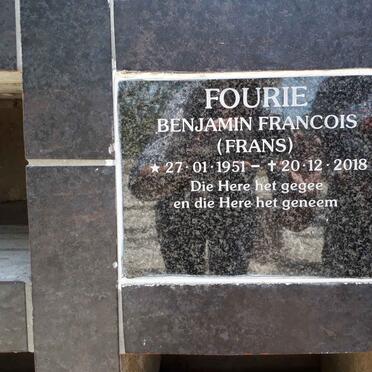 FOURIE
BENJAMIN FRANCOIS
(FRANS)
★ 27·01·1951 – ✝ 20·12·2018
Die Here het gegee
en die Here het geneem